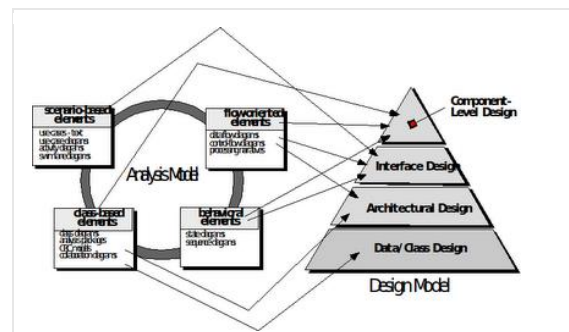 scenario-based
elements
use-cases - text
use-case diagrams
activity diagrams
swimlane diagrams
flow-oriented
elements
data flow diagrams
control-flow diagrams
processing narratives
Analysis Model
class-based
elements
class diagrams
analysis packages
CRC models
collaboration diagrams
behavioral
elements
state diagrams
sequence diagrams
Component-
Level Design
Interface Design
Architectural Design
Data/Class Design
Design Model